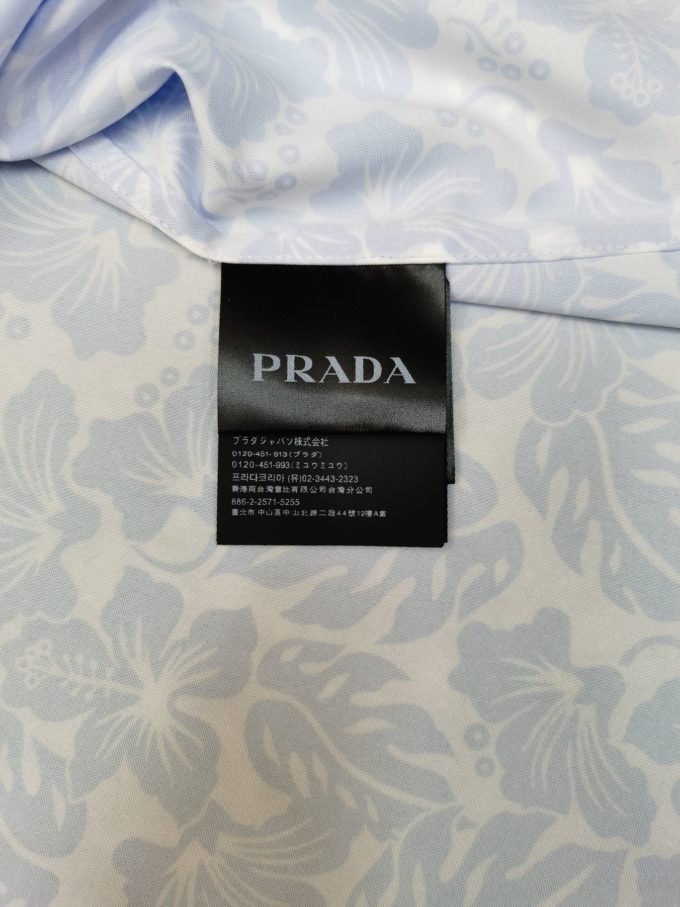 PRADA
プラダジャパン株式会社
0120-451-913(プラダ)
0120-451-993(ミュウミュウ)
프라다코리아 (유)02-3443-2323
香港商台灣意比有限公司台灣分公司
886-2-2571-5255
臺北市中山區中山北路二段44號12樓A室